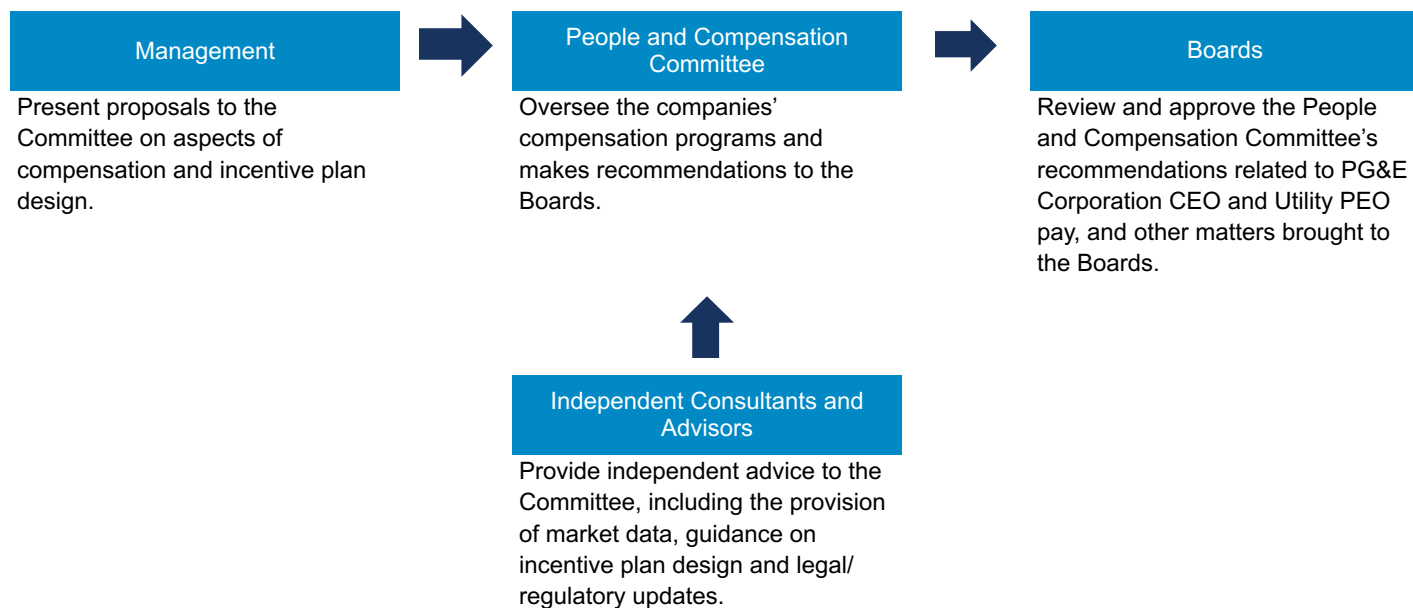 Management
Present proposals to the
Committee on aspects of
compensation and incentive plan
design.
People and Compensation
Committee
Oversee the companies’
compensation programs and
makes recommendations to the
Boards.
Boards
Review and approve the People
and Compensation Committee’s
recommendations related to PG&E
Corporation CEO and Utility PEO
pay, and other matters brought to
the Boards.
Independent Consultants and
Advisors
Provide independent advice to the
Committee, including the provision
of market data, guidance on
incentive plan design and legal/
regulatory updates.